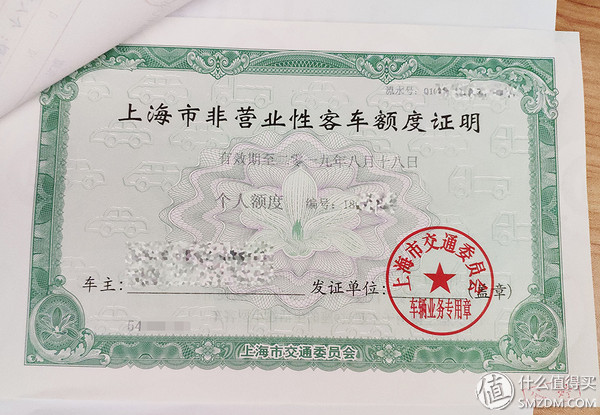 流水号:Q10
上海市非营业性客车额度证明
有效期至二零一九年八月十八日
个人额度 编号:18
车主: 发证单位: (盖章)
上海市交通委员会
车辆业务专用章
54
上海市交通委员会
值 什么值得买
SMZDM.COM